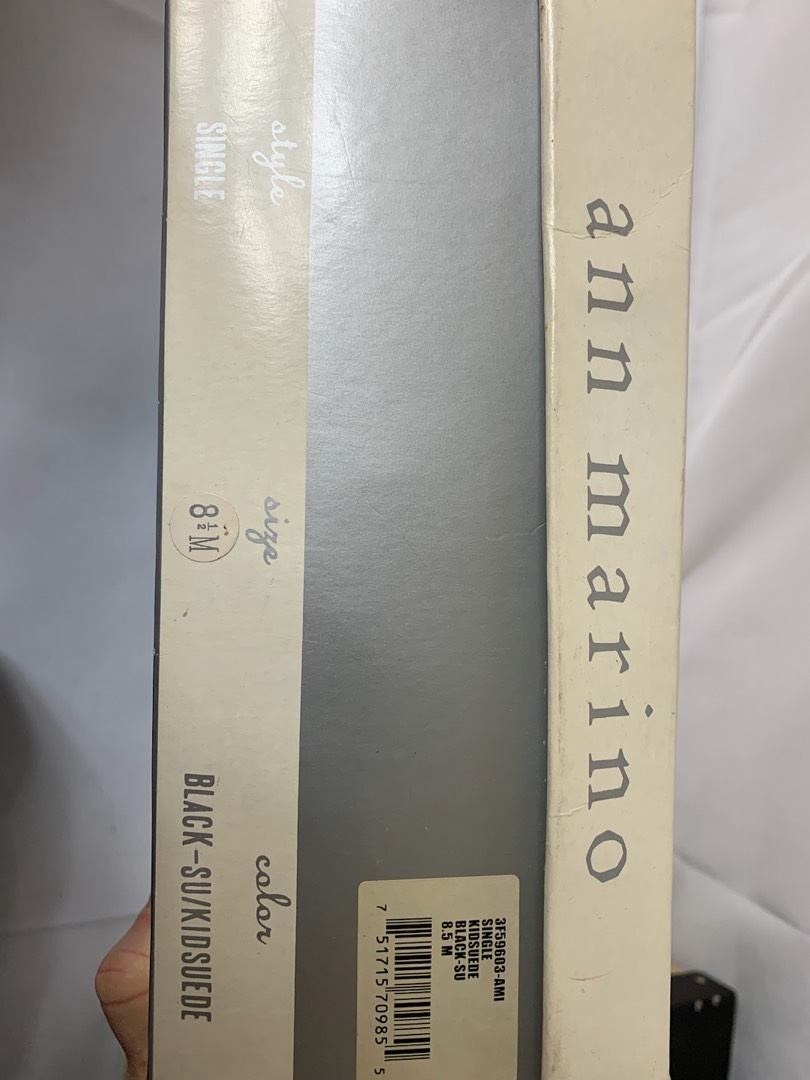 ann marino
3F59603-AMI
SINGLE
KIDSUEDE
BLACK-SU
8.5 M
7 51715 70985 5
style
SINGLE
size
8½M
color
BLACK-SU/KIDSUEDE